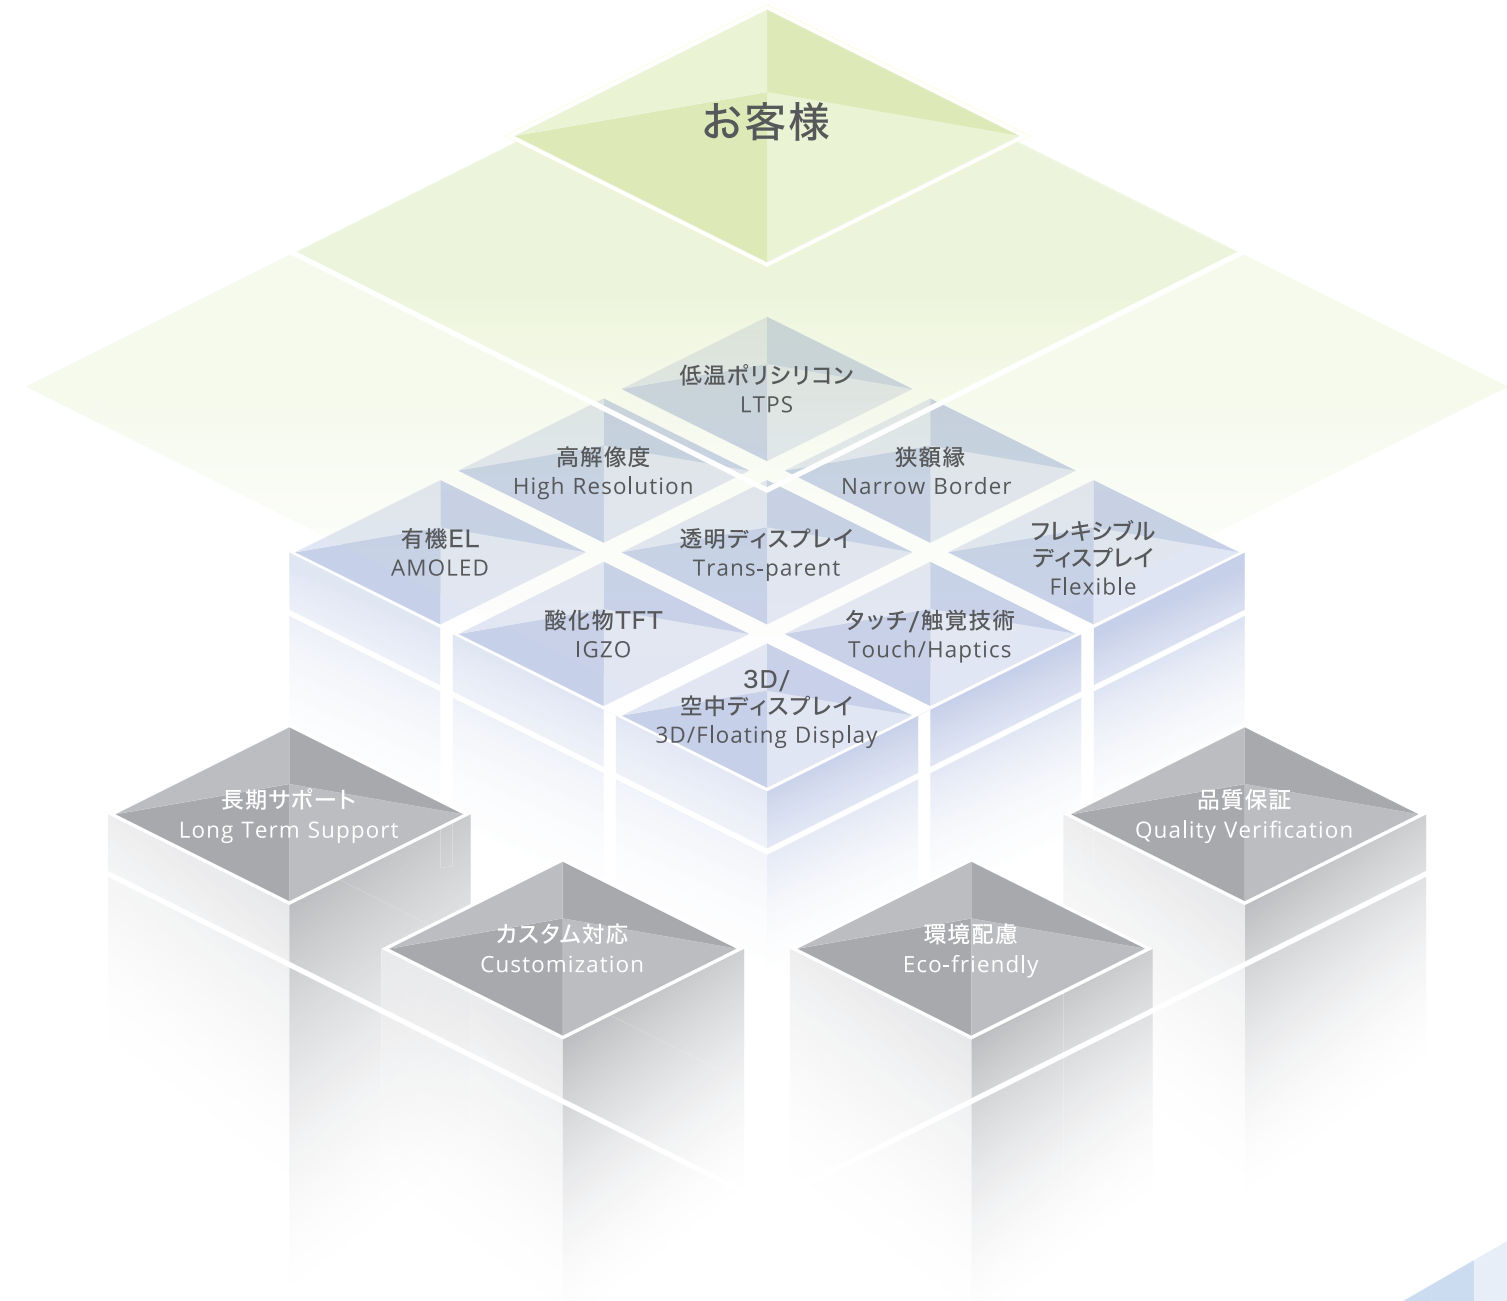 お客様
低温ポリシリコン
LTPS
高解像度
High Resolution
狭額縁
Narrow Border
有機EL
AMOLED
透明ディスプレイ
Trans-parent
フレキシブル
ディスプレイ
Flexible
酸化物TFT
IGZO
タッチ/触覚技術
Touch/Haptics
3D/
空中ディスプレイ
3D/Floating Display
長期サポート
Long Term Support
品質保証
Quality Verification
カスタム対応
Customization
環境配慮
Eco-friendly